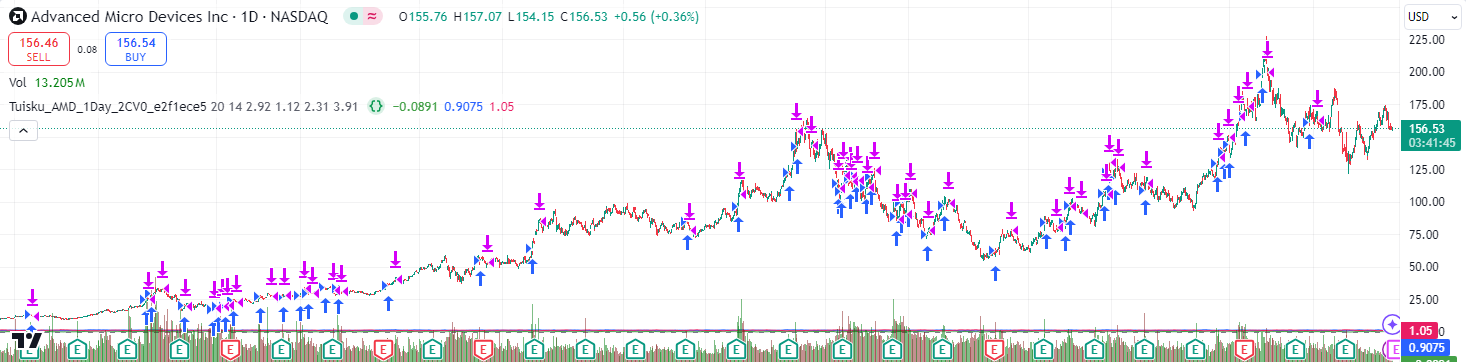 Advanced Micro Devices Inc · 1D · NASDAQ O155.76 H157.07 L154.15 C156.53 +0.56 (+0.36%) USD
156.46 SELL 0.08 156.54 BUY
Vol 13.205M
Tuisku_AMD_1Day_2CV0_e2f1ece5 20 14 2.92 1.12 2.31 3.91 {} −0.0891 0.9075 1.05
225.00
200.00
175.00
156.53
03:41:45
125.00
100.00
75.00
50.00
25.00
1.05
0.9075
E E E E E E E E E E E E E E E E E E E E E E E E E E E